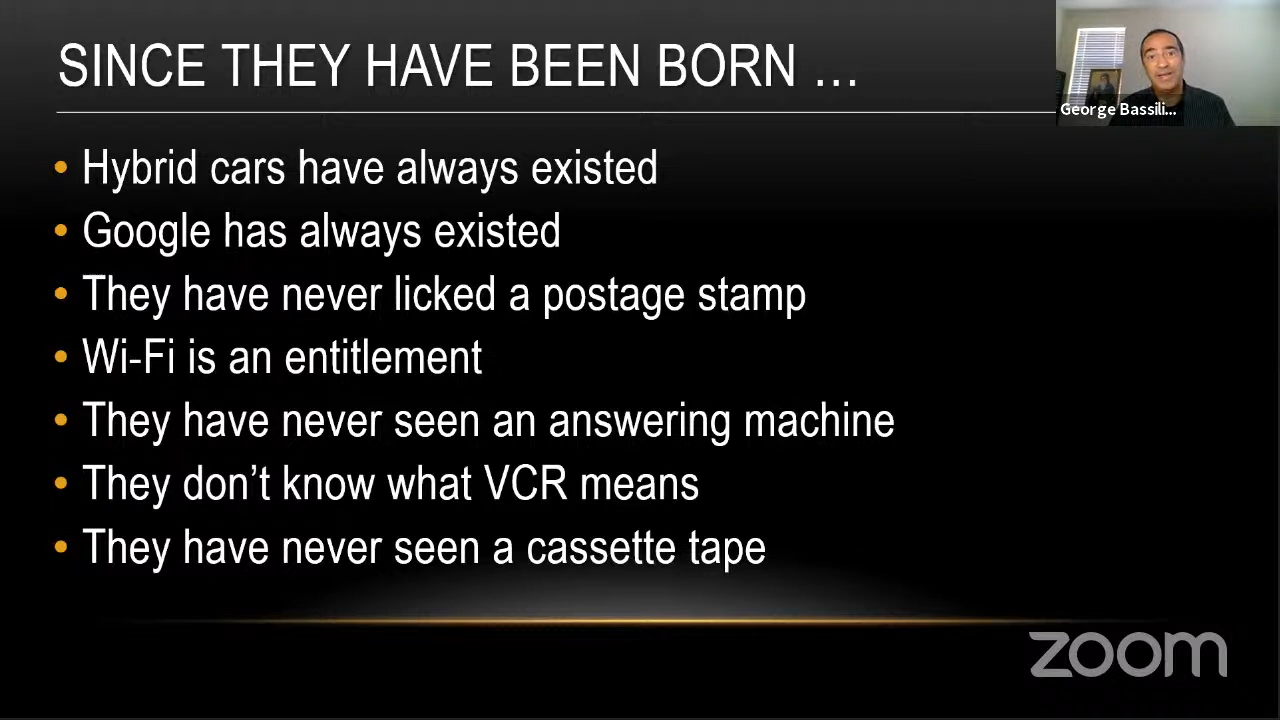 SINCE THEY HAVE BEEN BORN …
George Bassili...
• Hybrid cars have always existed
• Google has always existed
• They have never licked a postage stamp
• Wi-Fi is an entitlement
• They have never seen an answering machine
• They don’t know what VCR means
• They have never seen a cassette tape
zoom